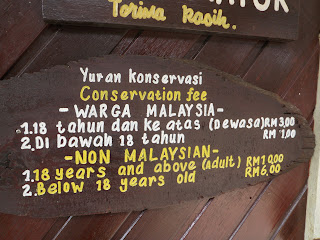 Terima Kasih.
Yuran konservasi
Conservation fee
- WARGA MALAYSIA-
1.18 tahun dan ke atas (Dewasa) RM3.00
2.Di bawah 18 tahun RM 1.00
-NON MALAYSIAN-
1.18 years and above (adult) RM10.00
2.Below 18 years old RM6.00